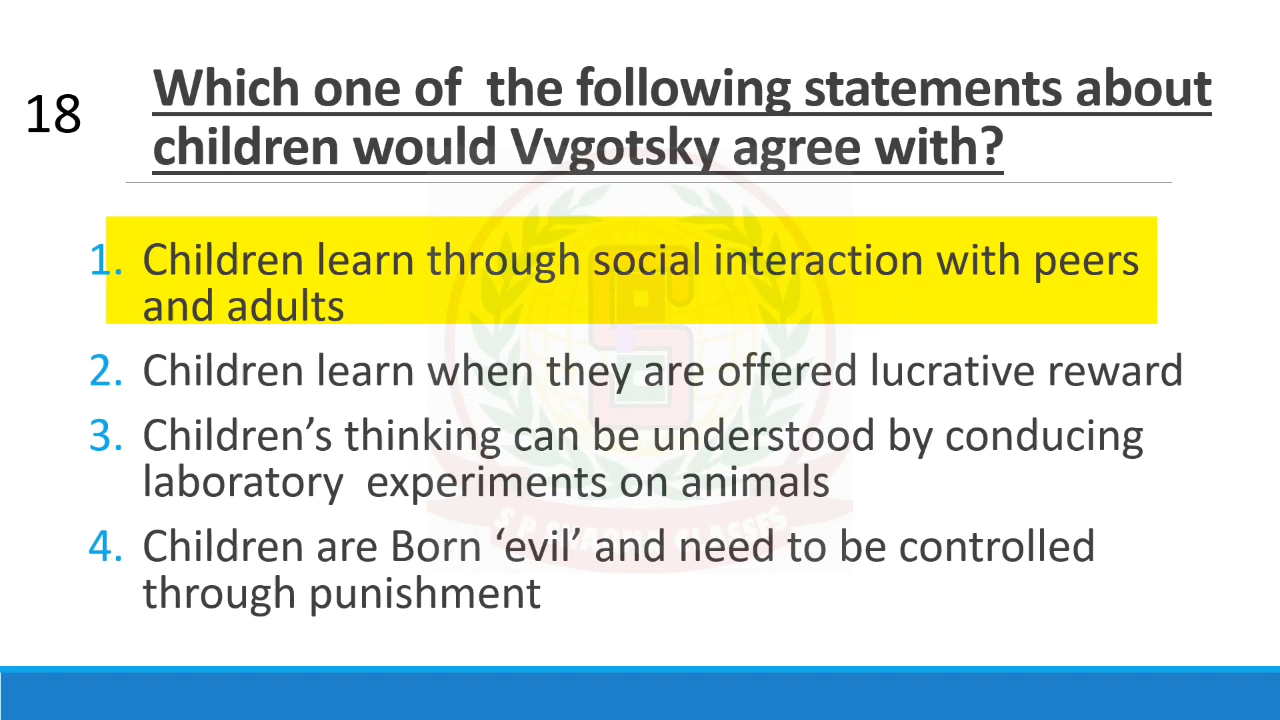 18
Which one of  the following statements about
children would Vvgotsky agree with?
1. Children learn through social interaction with peers
and adults
2. Children learn when they are offered lucrative reward
3. Children’s thinking can be understood by conducing
laboratory  experiments on animals
4. Children are Born ‘evil’ and need to be controlled
through punishment